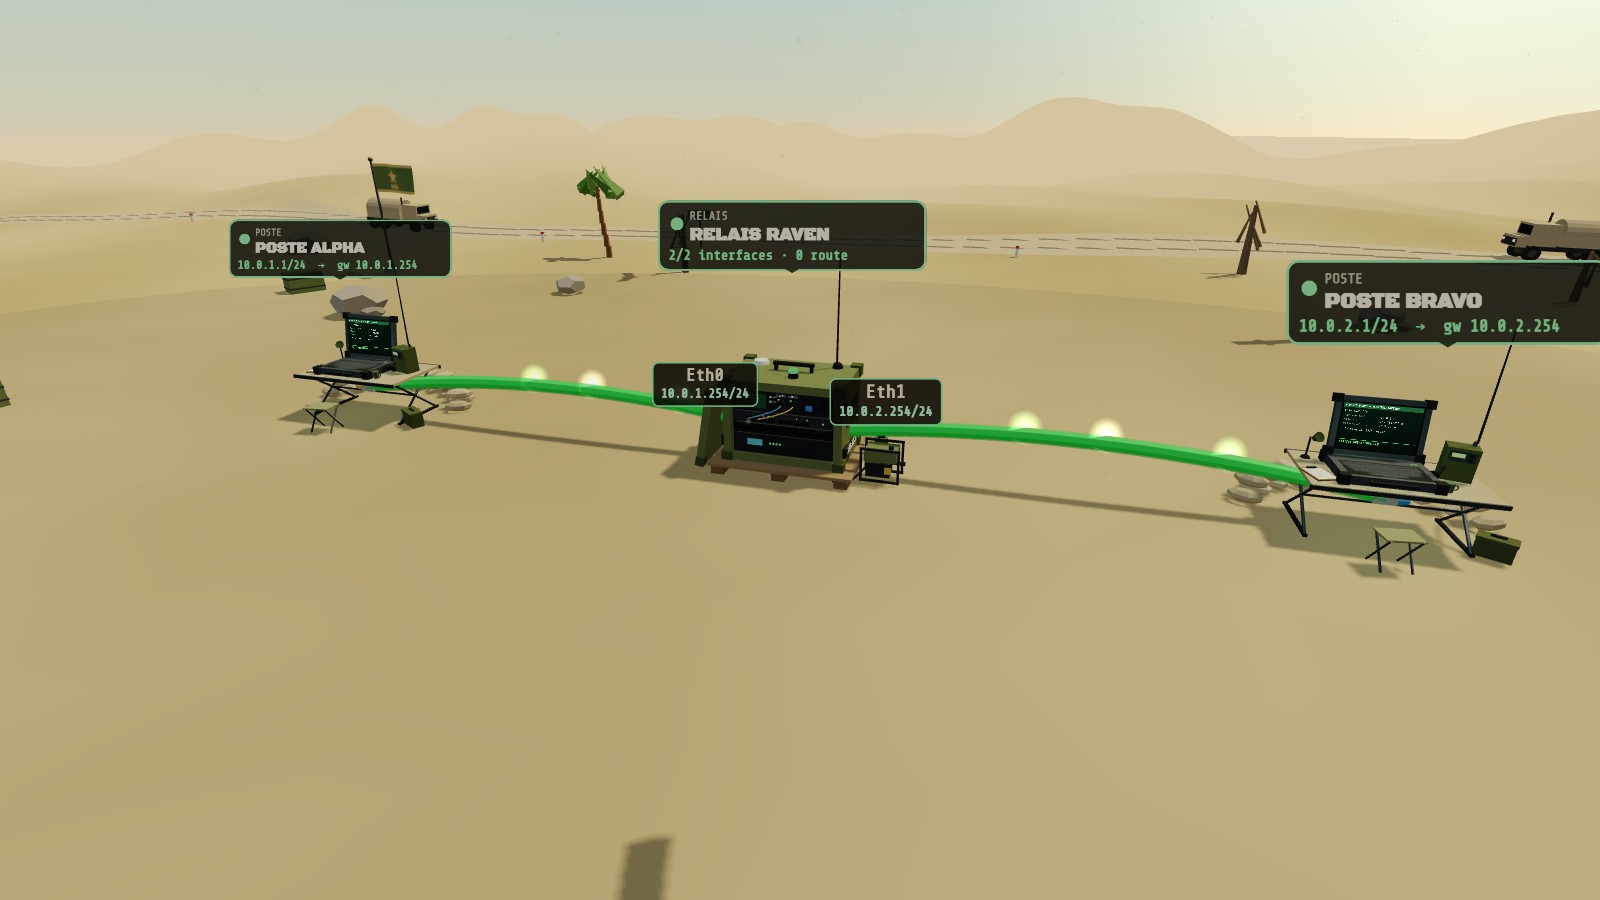 POSTE
POSTE ALPHA
10.0.1.1/24 → gw 10.0.1.254
RELAIS
RELAIS RAVEN
2/2 interfaces · 0 route
POSTE
POSTE BRAVO
10.0.2.1/24 → gw 10.0.2.254
Eth0
10.0.1.254/24
Eth1
10.0.2.254/24